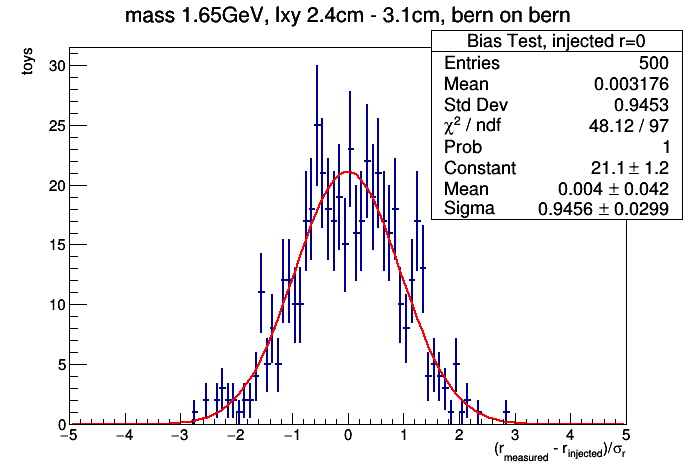 mass 1.65GeV, lxy 2.4cm - 3.1cm, bern on bern
toys
Bias Test, injected r=0
Entries 500
Mean 0.003176
Std Dev 0.9453
χ² / ndf 48.12 / 97
Prob 1
Constant 21.1 ± 1.2
Mean 0.004 ± 0.042
Sigma 0.9456 ± 0.0299
30
25
20
15
10
5
0
−5 −4 −3 −2 −1 0 1 2 3 4 5
(r_measured - r_injected)/σ_r